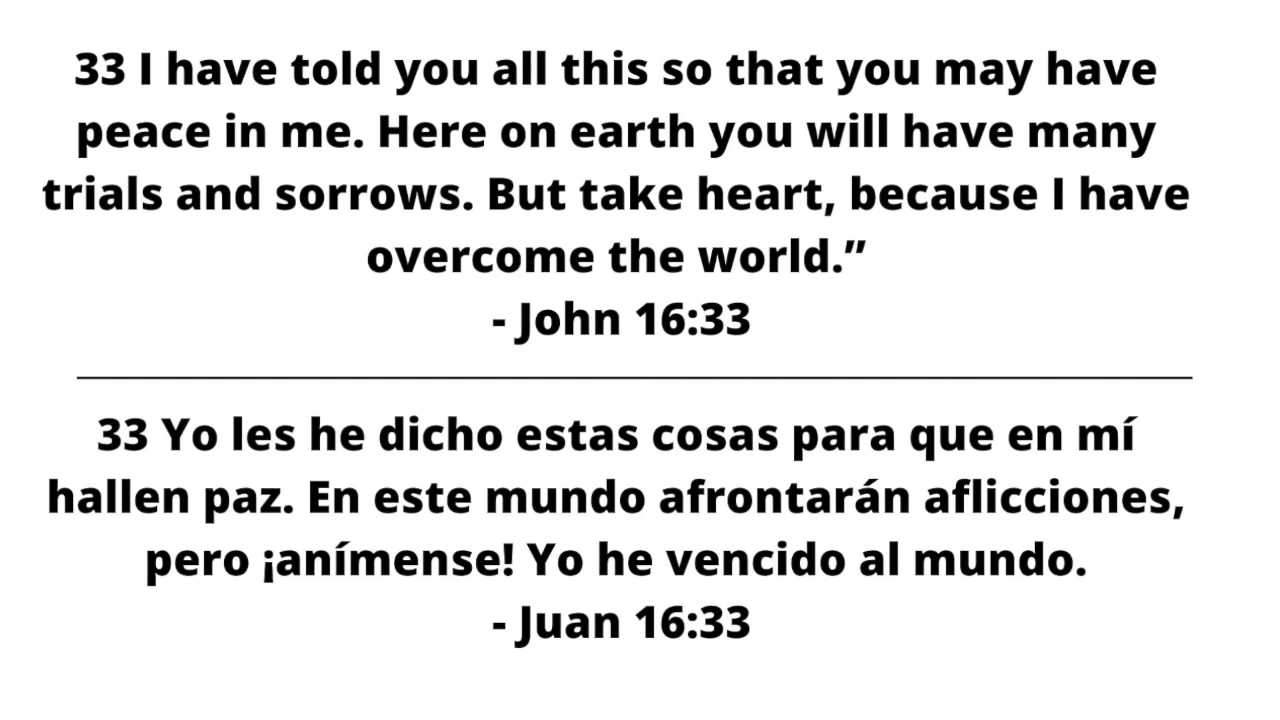 33 I have told you all this so that you may have
peace in me. Here on earth you will have many
trials and sorrows. But take heart, because I have
overcome the world.”
- John 16:33
33 Yo les he dicho estas cosas para que en mí
hallen paz. En este mundo afrontarán aflicciones,
pero ¡anímense! Yo he vencido al mundo.
- Juan 16:33